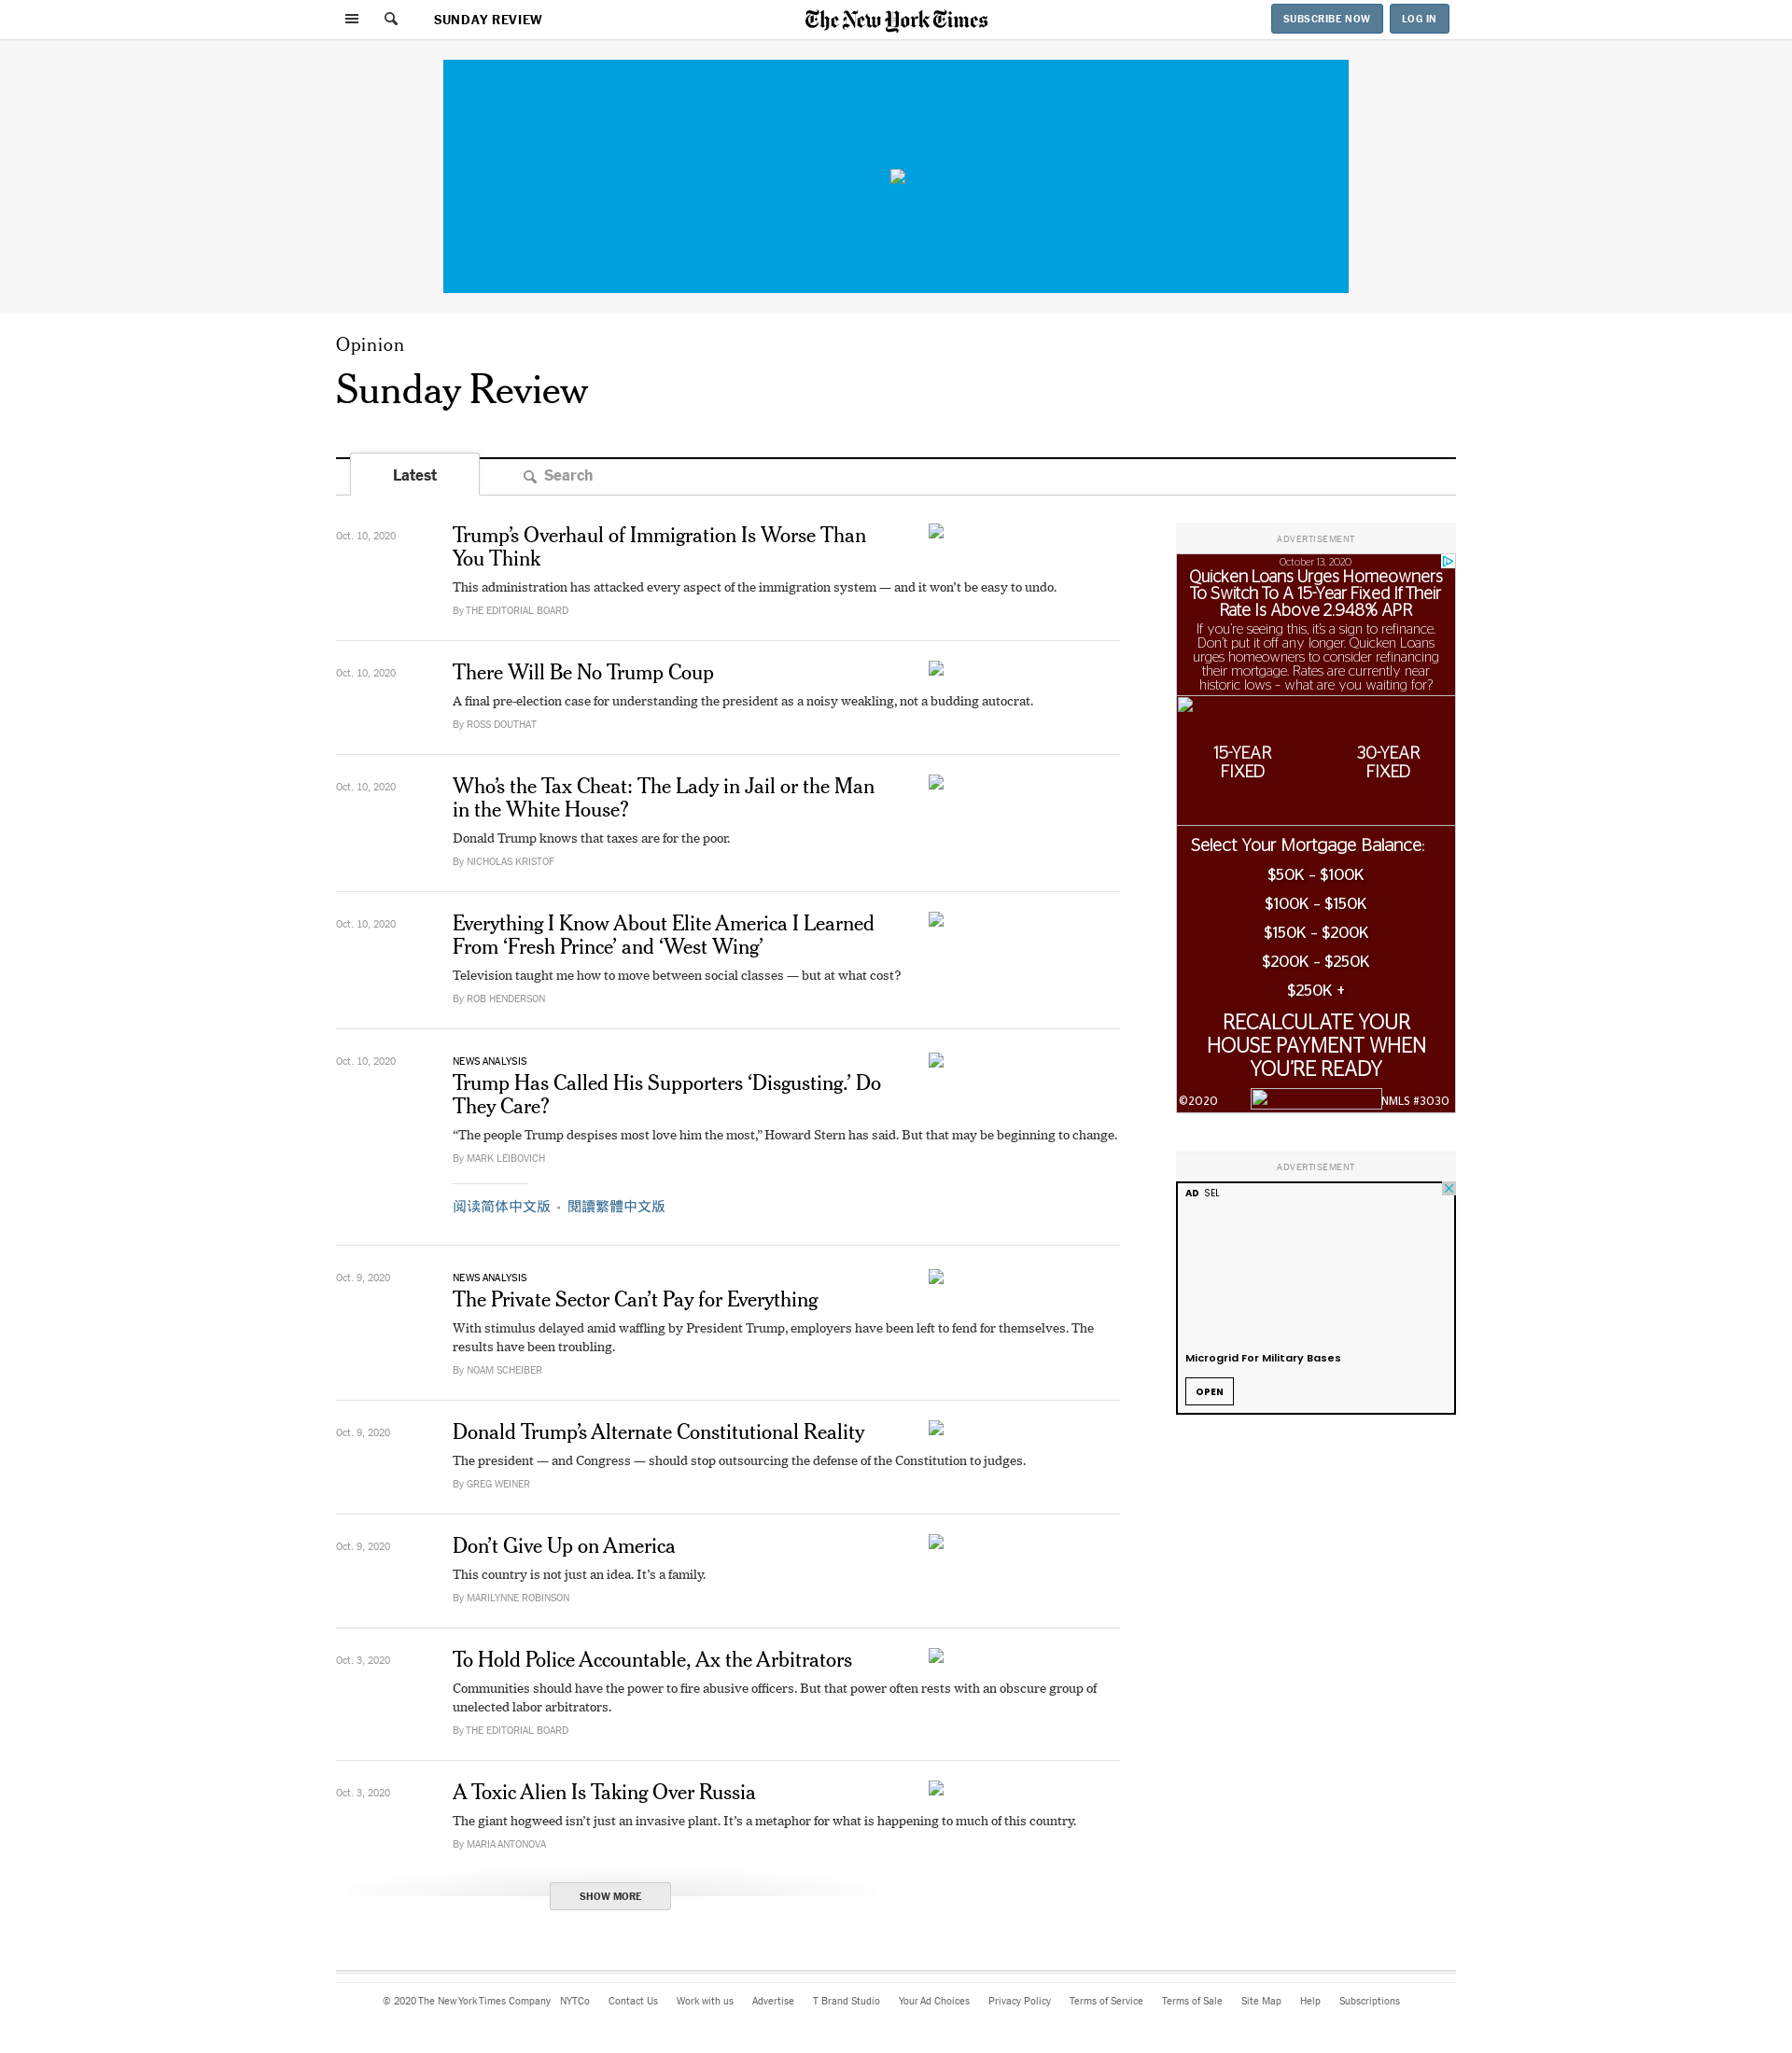 SUNDAY REVIEW
The New York Times
SUBSCRIBE NOW
LOG IN
Opinion
Sunday Review
Latest
Search
Oct. 10, 2020
Trump’s Overhaul of Immigration Is Worse Than
You Think
This administration has attacked every aspect of the immigration system — and it won’t be easy to undo.
By THE EDITORIAL BOARD
Oct. 10, 2020
There Will Be No Trump Coup
A final pre-election case for understanding the president as a noisy weakling, not a budding autocrat.
By ROSS DOUTHAT
Oct. 10, 2020
Who’s the Tax Cheat: The Lady in Jail or the Man
in the White House?
Donald Trump knows that taxes are for the poor.
By NICHOLAS KRISTOF
Oct. 10, 2020
Everything I Know About Elite America I Learned
From ‘Fresh Prince’ and ‘West Wing’
Television taught me how to move between social classes — but at what cost?
By ROB HENDERSON
Oct. 10, 2020
NEWS ANALYSIS
Trump Has Called His Supporters ‘Disgusting.’ Do
They Care?
“The people Trump despises most love him the most,” Howard Stern has said. But that may be beginning to change.
By MARK LEIBOVICH
阅读简体中文版 • 閱讀繁體中文版
Oct. 9, 2020
NEWS ANALYSIS
The Private Sector Can’t Pay for Everything
With stimulus delayed amid waffling by President Trump, employers have been left to fend for themselves. The
results have been troubling.
By NOAM SCHEIBER
Oct. 9, 2020
Donald Trump’s Alternate Constitutional Reality
The president — and Congress — should stop outsourcing the defense of the Constitution to judges.
By GREG WEINER
Oct. 9, 2020
Don’t Give Up on America
This country is not just an idea. It’s a family.
By MARILYNNE ROBINSON
Oct. 3, 2020
To Hold Police Accountable, Ax the Arbitrators
Communities should have the power to fire abusive officers. But that power often rests with an obscure group of
unelected labor arbitrators.
By THE EDITORIAL BOARD
Oct. 3, 2020
A Toxic Alien Is Taking Over Russia
The giant hogweed isn’t just an invasive plant. It’s a metaphor for what is happening to much of this country.
By MARIA ANTONOVA
SHOW MORE
ADVERTISEMENT
October 13, 2020
Quicken Loans Urges Homeowners
To Switch To A 15-Year Fixed If Their
Rate Is Above 2.948% APR
If you’re seeing this, it’s a sign to refinance.
Don’t put it off any longer. Quicken Loans
urges homeowners to consider refinancing
their mortgage. Rates are currently near
historic lows – what are you waiting for?
15-YEAR
FIXED
30-YEAR
FIXED
Select Your Mortgage Balance:
$50K – $100K
$100K – $150K
$150K – $200K
$200K – $250K
$250K +
RECALCULATE YOUR
HOUSE PAYMENT WHEN
YOU’RE READY
©2020
NMLS #3030
ADVERTISEMENT
AD SEL
Microgrid For Military Bases
OPEN
© 2020 The New York Times Company NYTCo Contact Us Work with us Advertise T Brand Studio Your Ad Choices Privacy Policy Terms of Service Terms of Sale Site Map Help Subscriptions